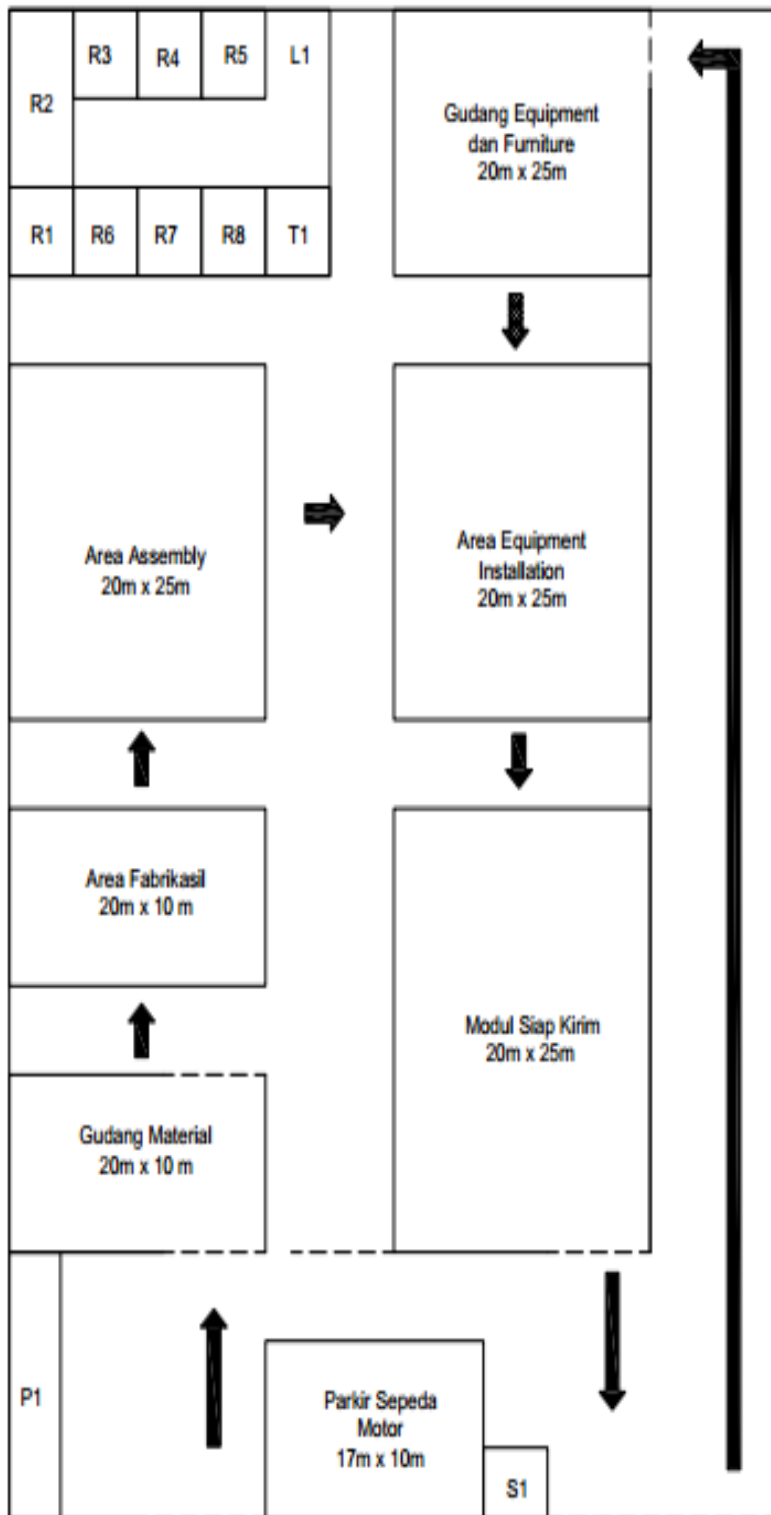 R3
R4
R5
L1
R2
R1
R6
R7
R8
T1
Gudang Equipment
dan Furniture
20m x 25m
Area Assembly
20m x 25m
Area Equipment
Installation
20m x 25m
Area Fabrikasil
20m x 10 m
Modul Siap Kirim
20m x 25m
Gudang Material
20m x 10 m
P1
Parkir Sepeda
Motor
17m x 10m
S1